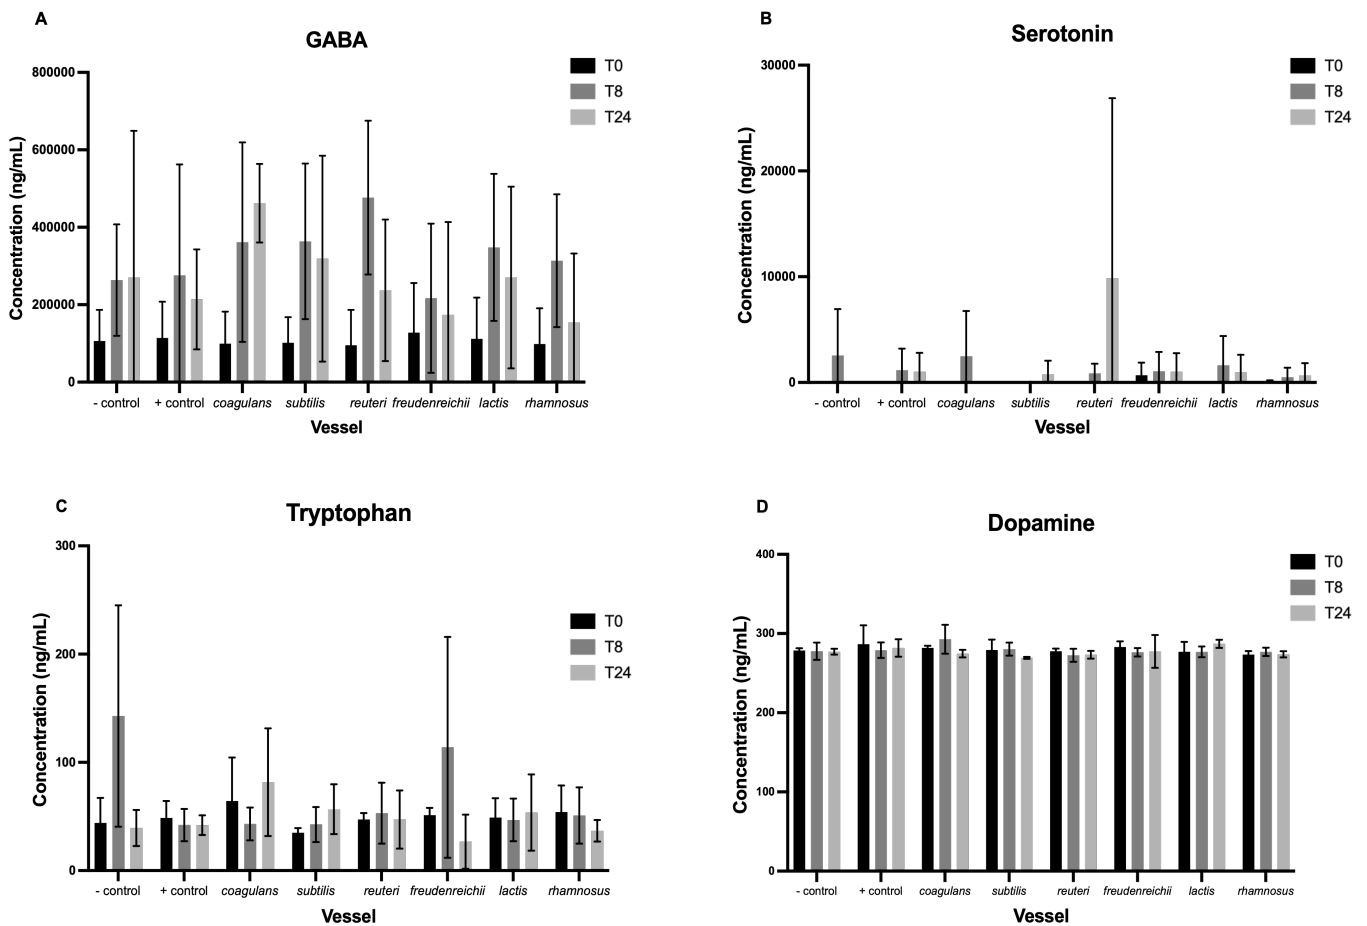 A
GABA
T0
T8
T24
Concentration (ng/mL)
800000
600000
400000
200000
0
- control + control coagulans subtilis reuteri freudenreichii lactis rhamnosus
Vessel
B
Serotonin
T0
T8
T24
Concentration (ng/mL)
30000
20000
10000
0
- control + control coagulans subtilis reuteri freudenreichii lactis rhamnosus
Vessel
C
Tryptophan
T0
T8
T24
Concentration (ng/mL)
300
200
100
0
- control + control coagulans subtilis reuteri freudenreichii lactis rhamnosus
Vessel
D
Dopamine
T0
T8
T24
Concentration (ng/mL)
400
300
200
100
0
- control + control coagulans subtilis reuteri freudenreichii lactis rhamnosus
Vessel